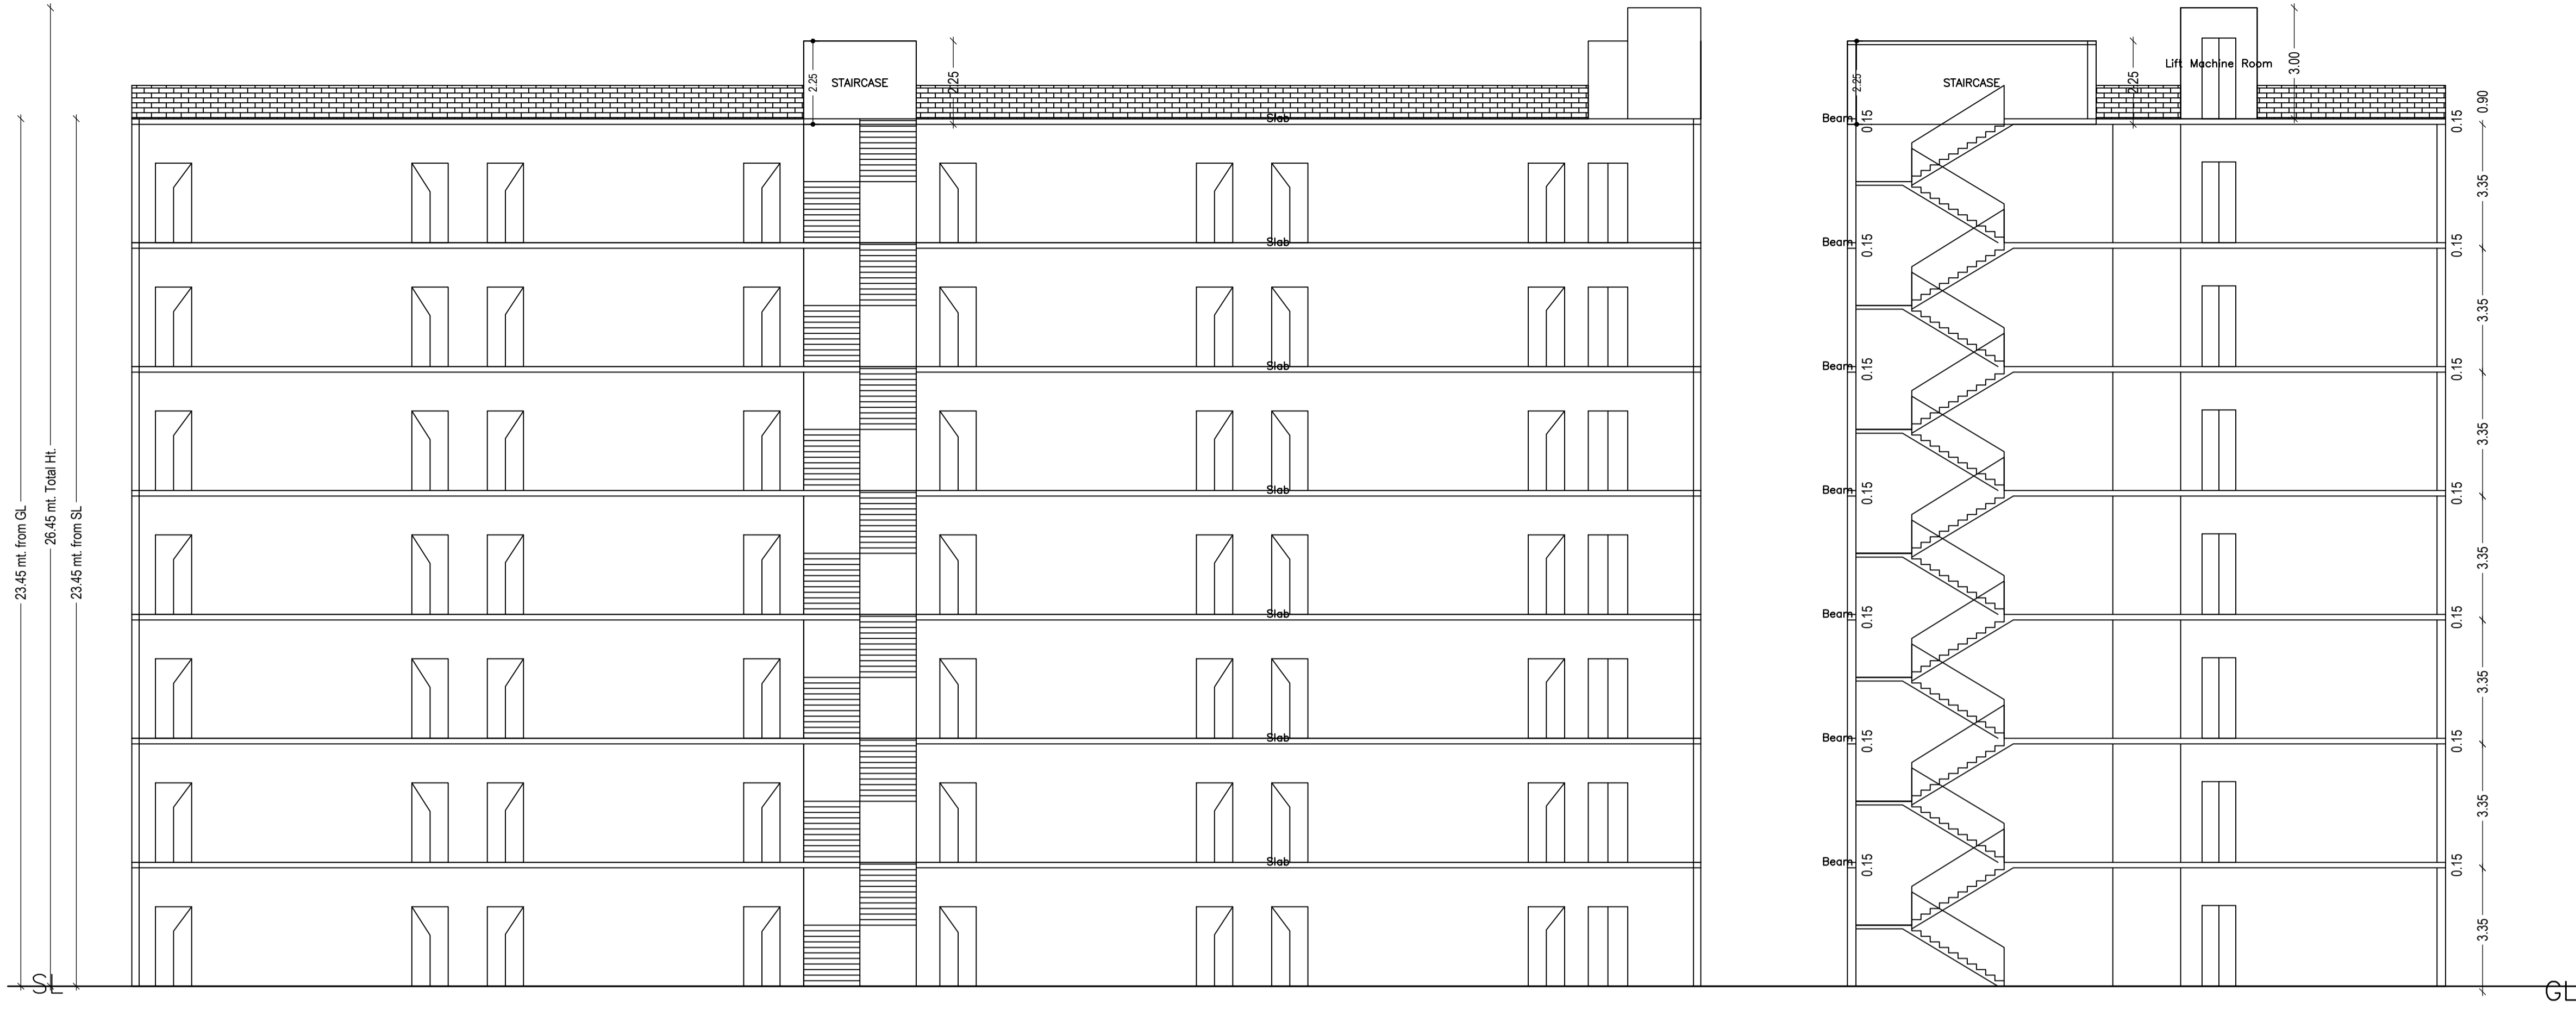 23.45 mt. from GL
26.45 mt. Total Ht.
23.45 mt. from SL
SL
2.25
STAIRCASE
2.25
Slab
Slab
Slab
Slab
Slab
Slab
Slab
2.25
STAIRCASE
2.25
Lift Machine Room
3.00
0.90
Beam 0.15 0.15
3.35
Beam 0.15 0.15
3.35
Beam 0.15 0.15
3.35
Beam 0.15 0.15
3.35
Beam 0.15 0.15
3.35
Beam 0.15 0.15
3.35
Beam 0.15 0.15
3.35
GL